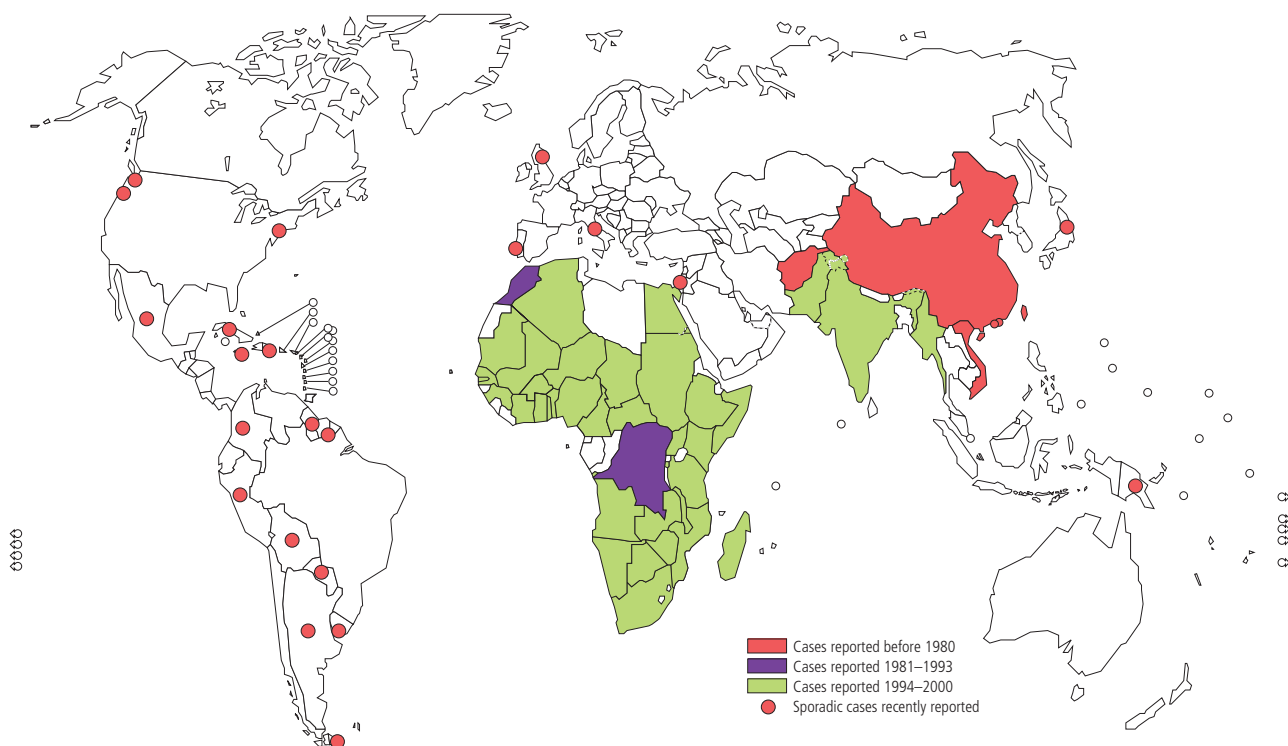 Cases reported before 1980
Cases reported 1981–1993
Cases reported 1994–2000
Sporadic cases recently reported